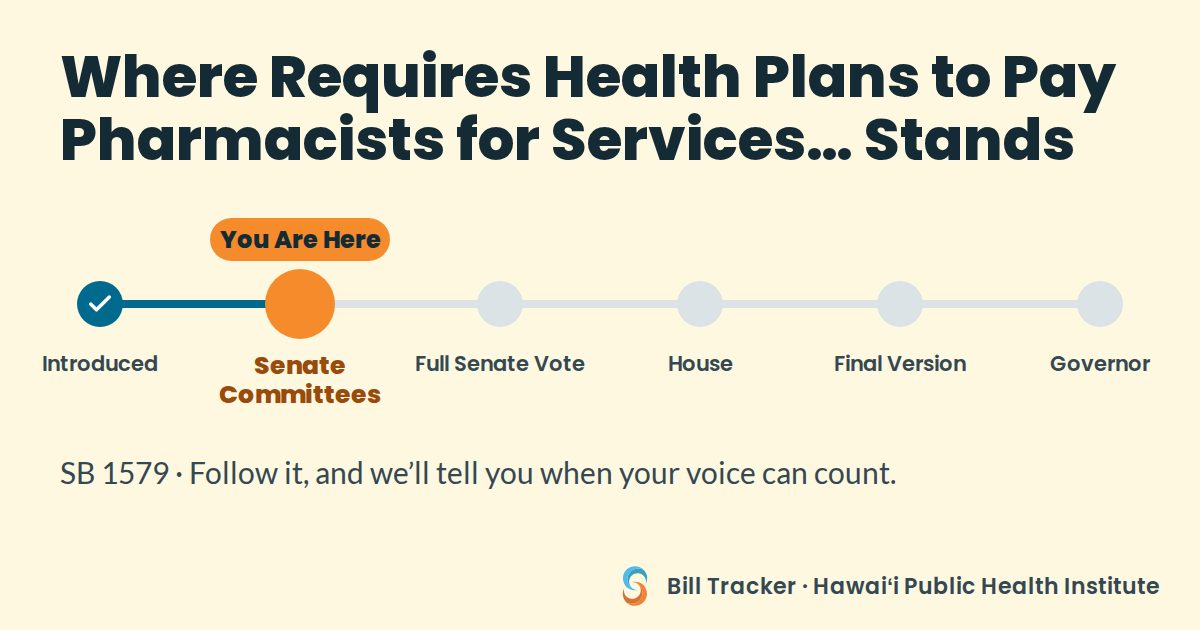 Where Requires Health Plans to Pay
Pharmacists for Services... Stands
You Are Here
Introduced
Senate
Committees
Full Senate Vote
House
Final Version
Governor
SB 1579 · Follow it, and we’ll tell you when your voice can count.
Bill Tracker · Hawaiʻi Public Health Institute